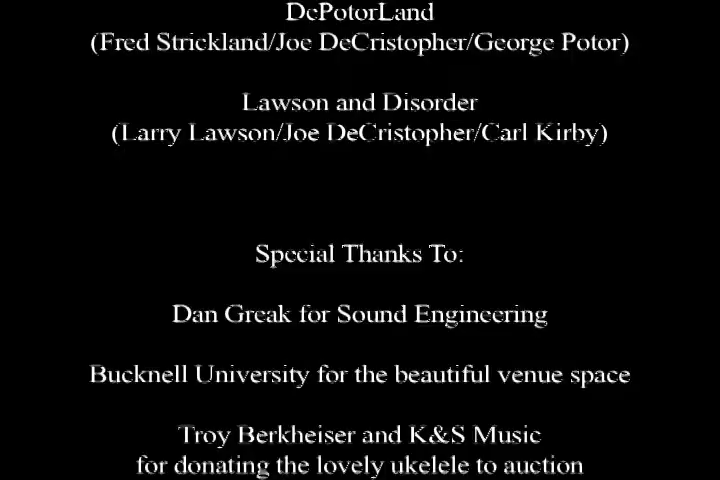 DePotorLand
(Fred Strickland/Joe DeCristopher/George Potor)
Lawson and Disorder
(Larry Lawson/Joe DeCristopher/Carl Kirby)
Special Thanks To:
Dan Greak for Sound Engineering
Bucknell University for the beautiful venue space
Troy Berkheiser and K&S Music
for donating the lovely ukelele to auction